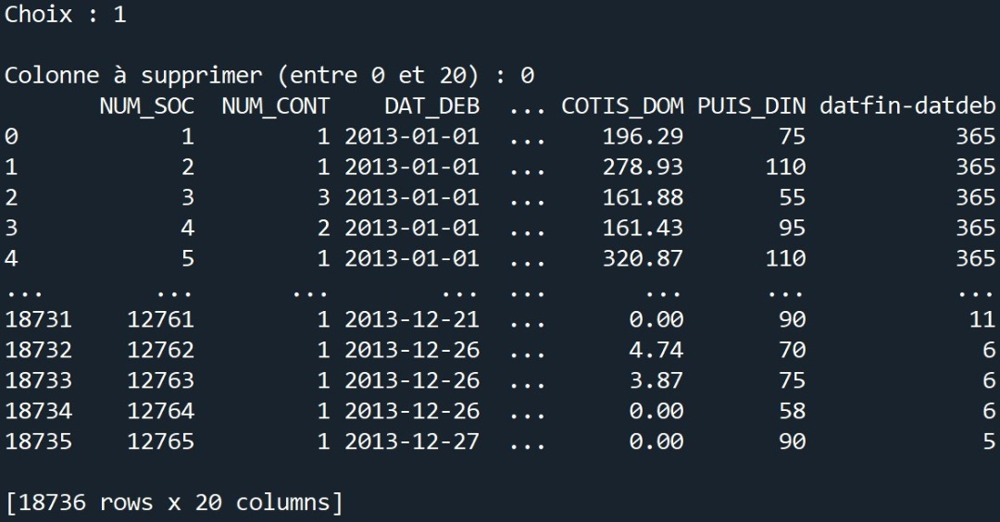 Choix : 1
Colonne à supprimer (entre 0 et 20) : 0
NUM_SOC NUM_CONT DAT_DEB ... COTIS_DOM PUIS_DIN datfin-datdeb
0 1 1 2013-01-01 ... 196.29 75 365
1 2 1 2013-01-01 ... 278.93 110 365
2 3 3 2013-01-01 ... 161.88 55 365
3 4 2 2013-01-01 ... 161.43 95 365
4 5 1 2013-01-01 ... 320.87 110 365
... ... ... ... ... ... ... ...
18731 12761 1 2013-12-21 ... 0.00 90 11
18732 12762 1 2013-12-26 ... 4.74 70 6
18733 12763 1 2013-12-26 ... 3.87 75 6
18734 12764 1 2013-12-26 ... 0.00 58 6
18735 12765 1 2013-12-27 ... 0.00 90 5
[18736 rows x 20 columns]